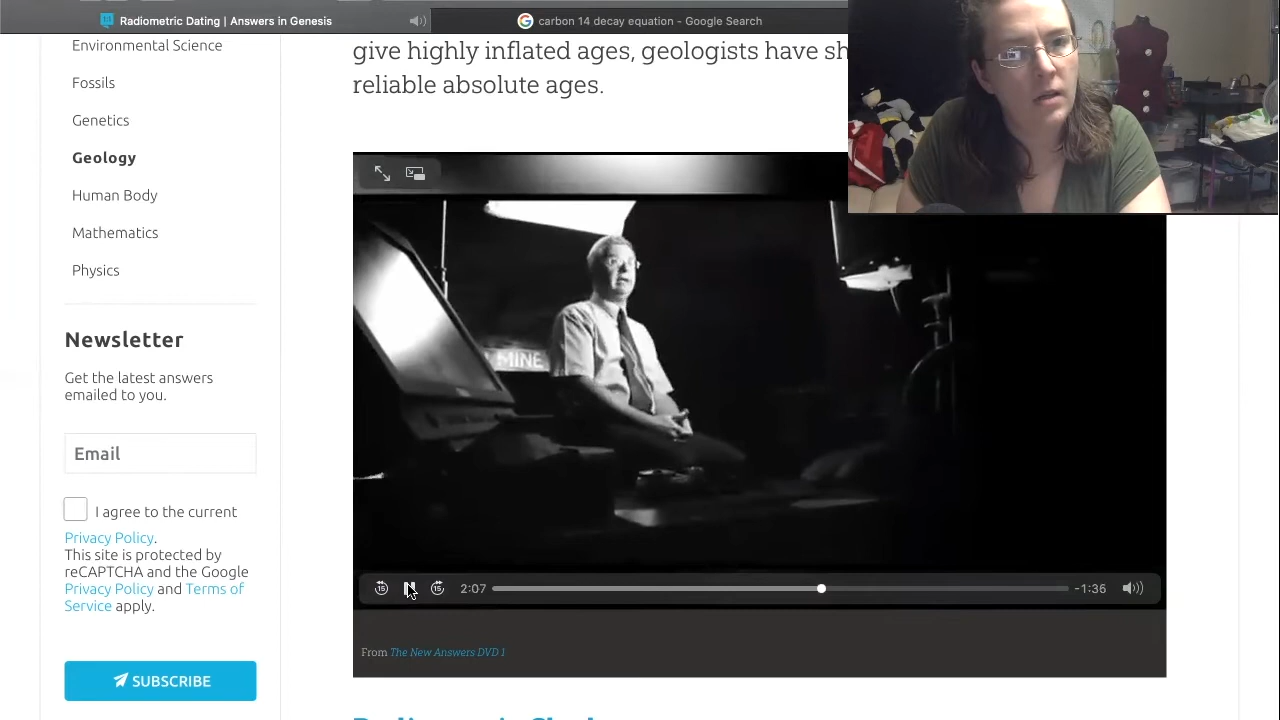 Radiometric Dating | Answers in Genesis
carbon 14 decay equation - Google Search
Environmental Science
Fossils
Genetics
Geology
Human Body
Mathematics
Physics
Newsletter
Get the latest answers
emailed to you.
Email
I agree to the current
Privacy Policy.
This site is protected by
reCAPTCHA and the Google
Privacy Policy and Terms of
Service apply.
SUBSCRIBE
give highly inflated ages, geologists have
reliable absolute ages.
MINE
15
15
2:07
-1:36
From The New Answers DVD 1